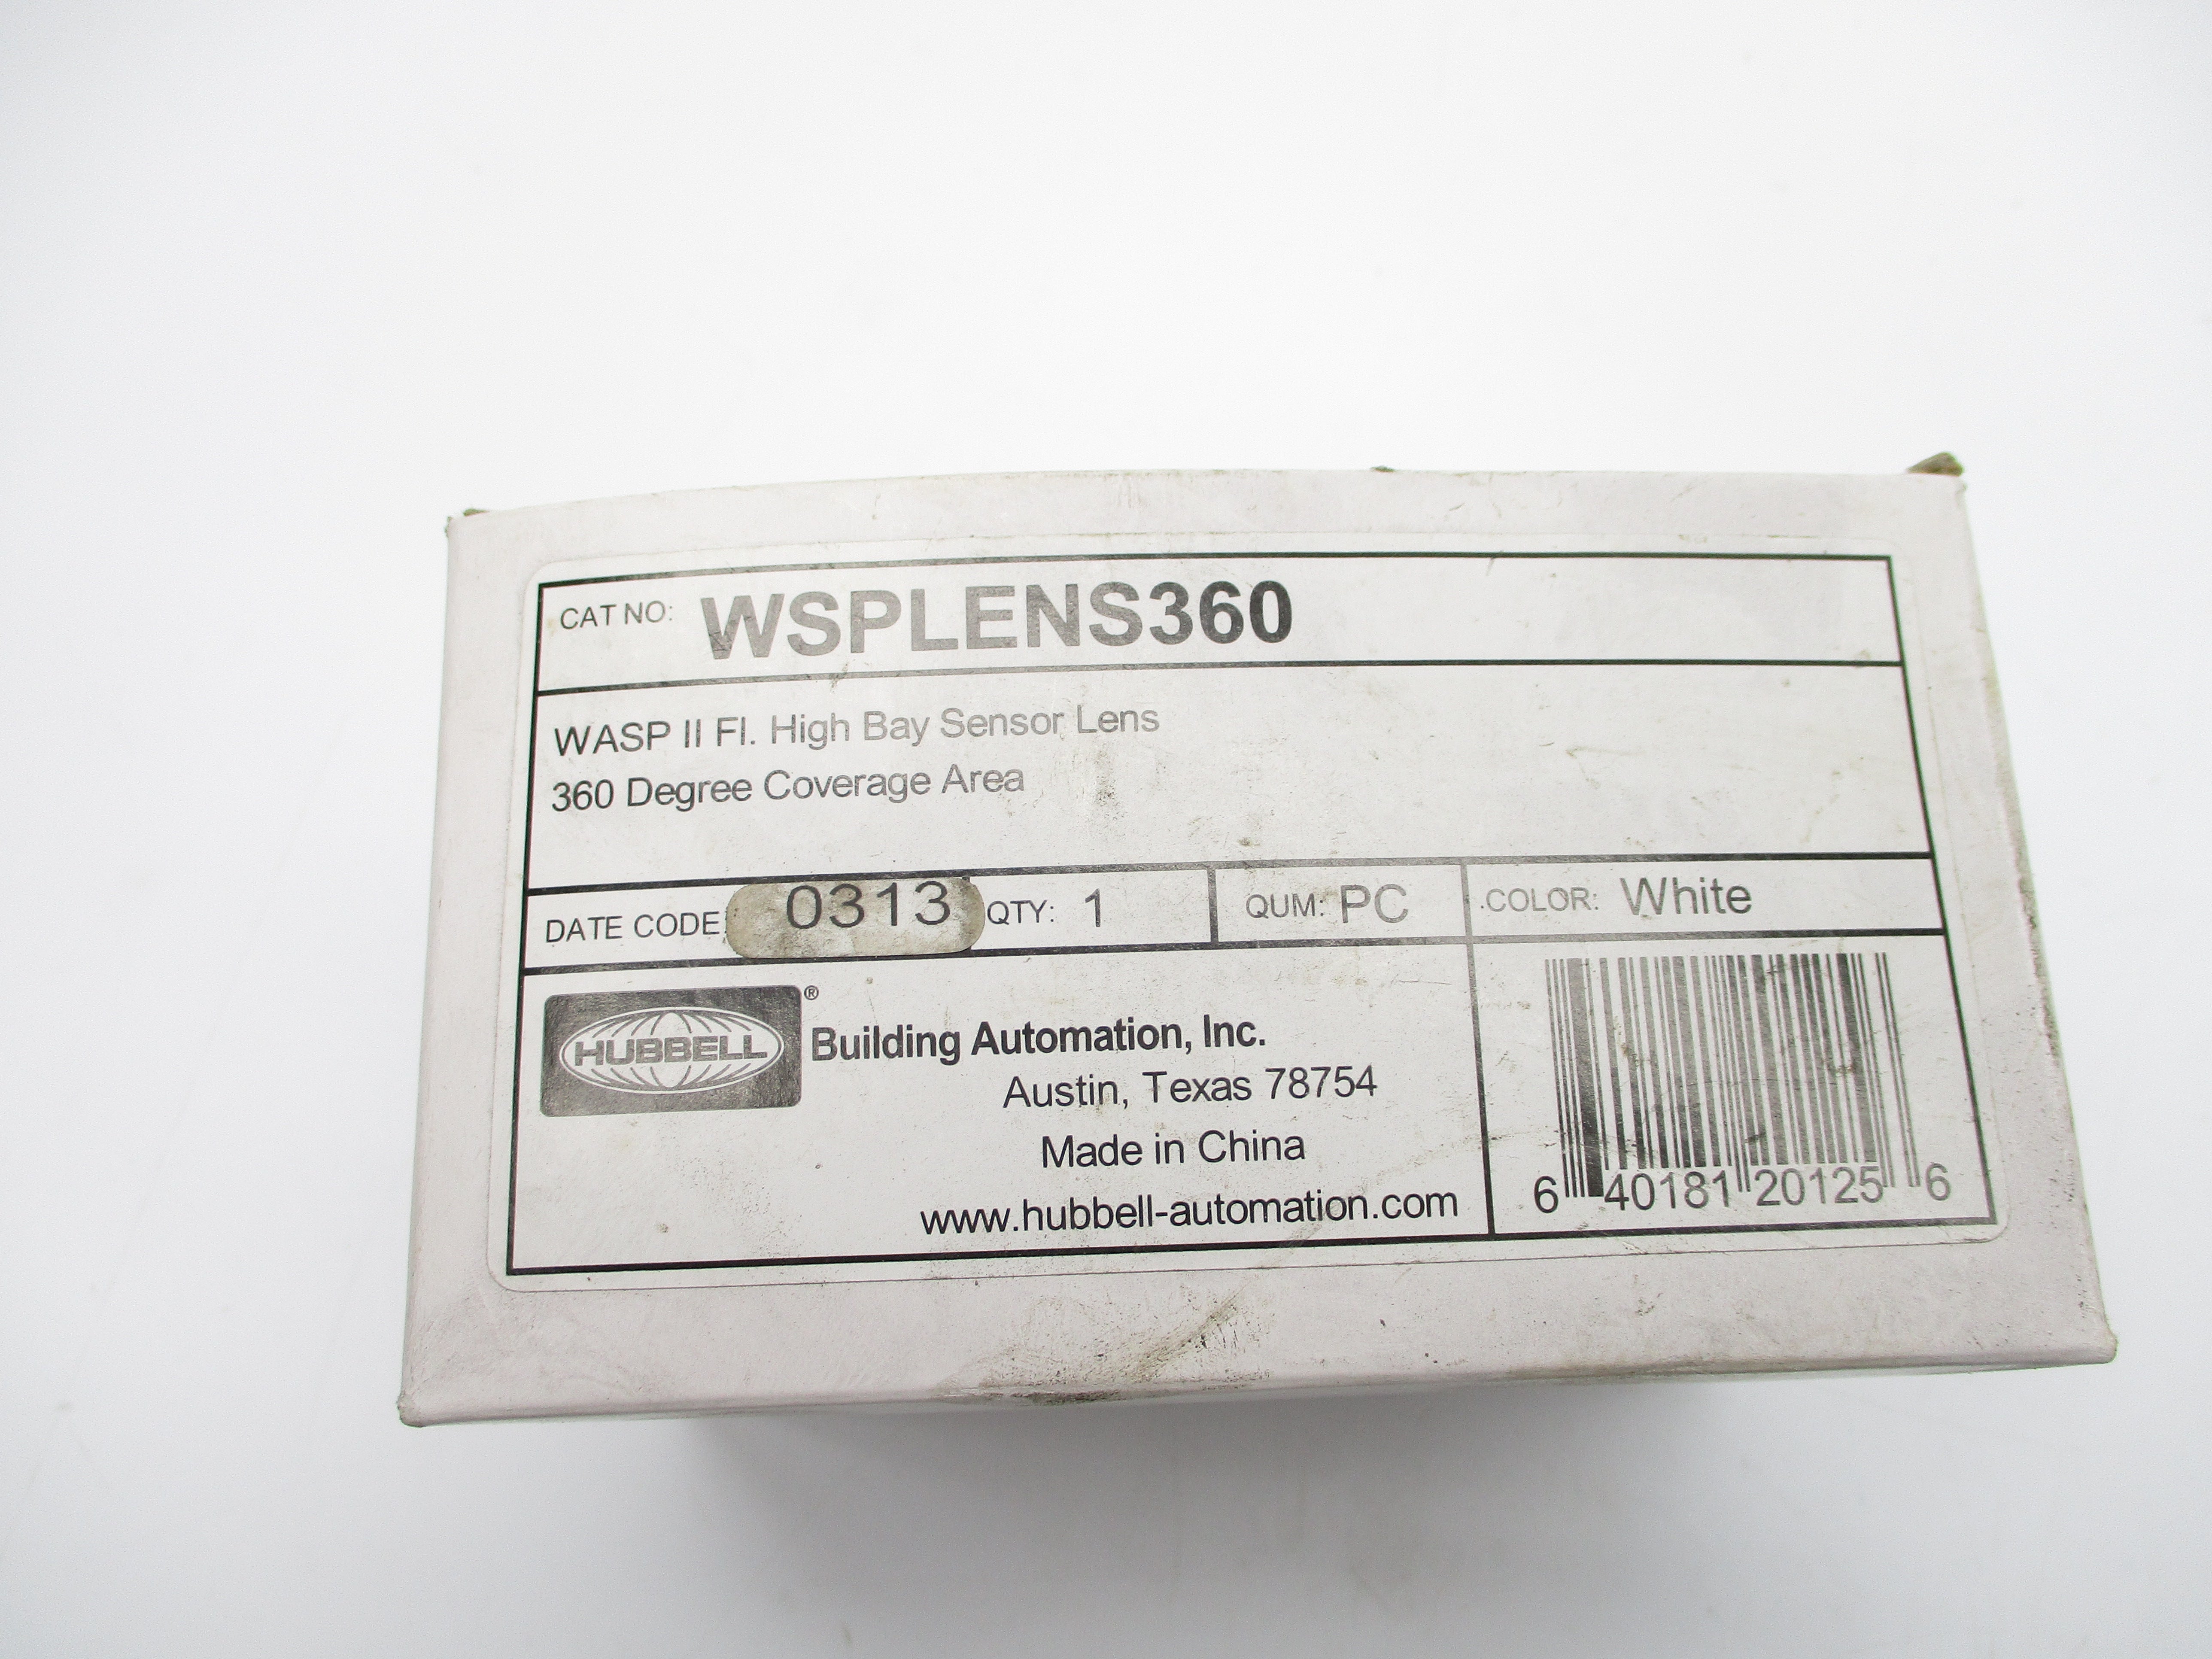 CAT NO: WSPLENS360
WASP II Fl. High Bay Sensor Lens
360 Degree Coverage Area
DATE CODE: 0313 QTY: 1 QUM: PC COLOR: White
HUBBELL ® Building Automation, Inc.
Austin, Texas 78754
Made in China
www.hubbell-automation.com
6 40181 20125 6